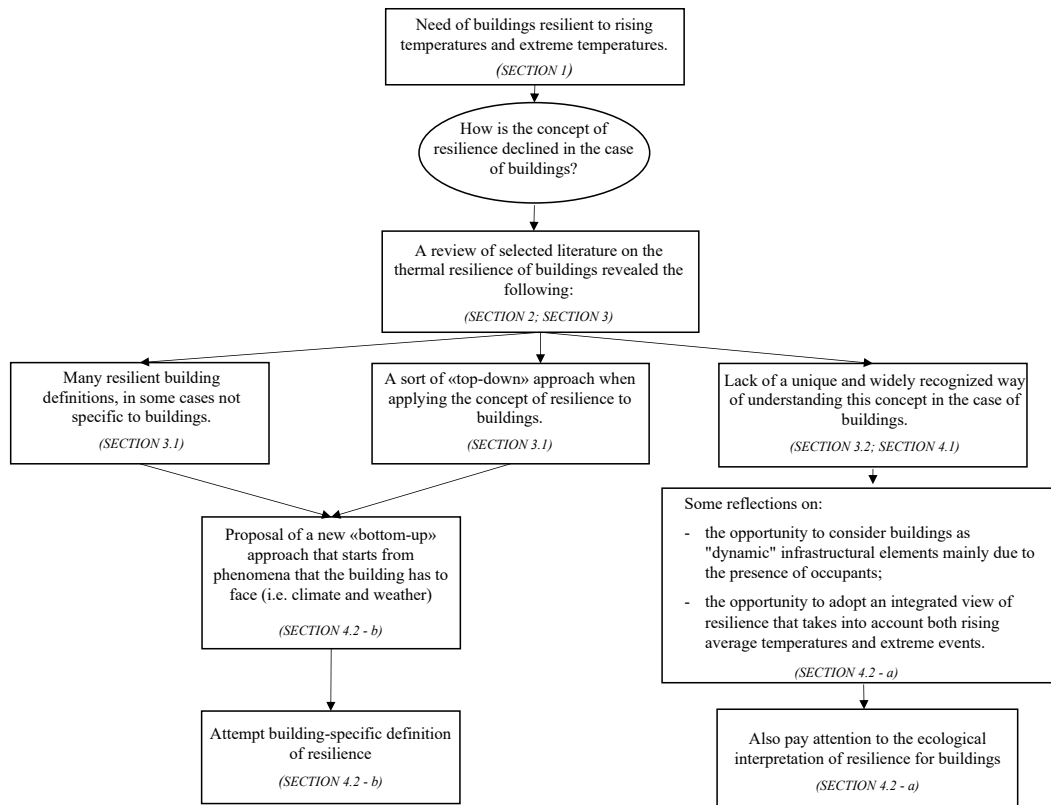 Need of buildings resilient to rising
temperatures and extreme temperatures.
(SECTION 1)
How is the concept of
resilience declined in the case
of buildings?
A review of selected literature on the
thermal resilience of buildings revealed the
following:
(SECTION 2; SECTION 3)
Many resilient building
definitions, in some cases not
specific to buildings.
(SECTION 3.1)
A sort of «top-down» approach when
applying the concept of resilience to
buildings.
(SECTION 3.1)
Lack of a unique and widely recognized way
of understanding this concept in the case of
buildings.
(SECTION 3.2; SECTION 4.1)
Proposal of a new «bottom-up»
approach that starts from
phenomena that the building has to
face (i.e. climate and weather)
(SECTION 4.2 - b)
Some reflections on:
- the opportunity to consider buildings as
"dynamic" infrastructural elements mainly due to
the presence of occupants;
- the opportunity to adopt an integrated view of
resilience that takes into account both rising
average temperatures and extreme events.
(SECTION 4.2 - a)
Attempt building-specific definition
of resilience
(SECTION 4.2 - b)
Also pay attention to the ecological
interpretation of resilience for buildings
(SECTION 4.2 - a)